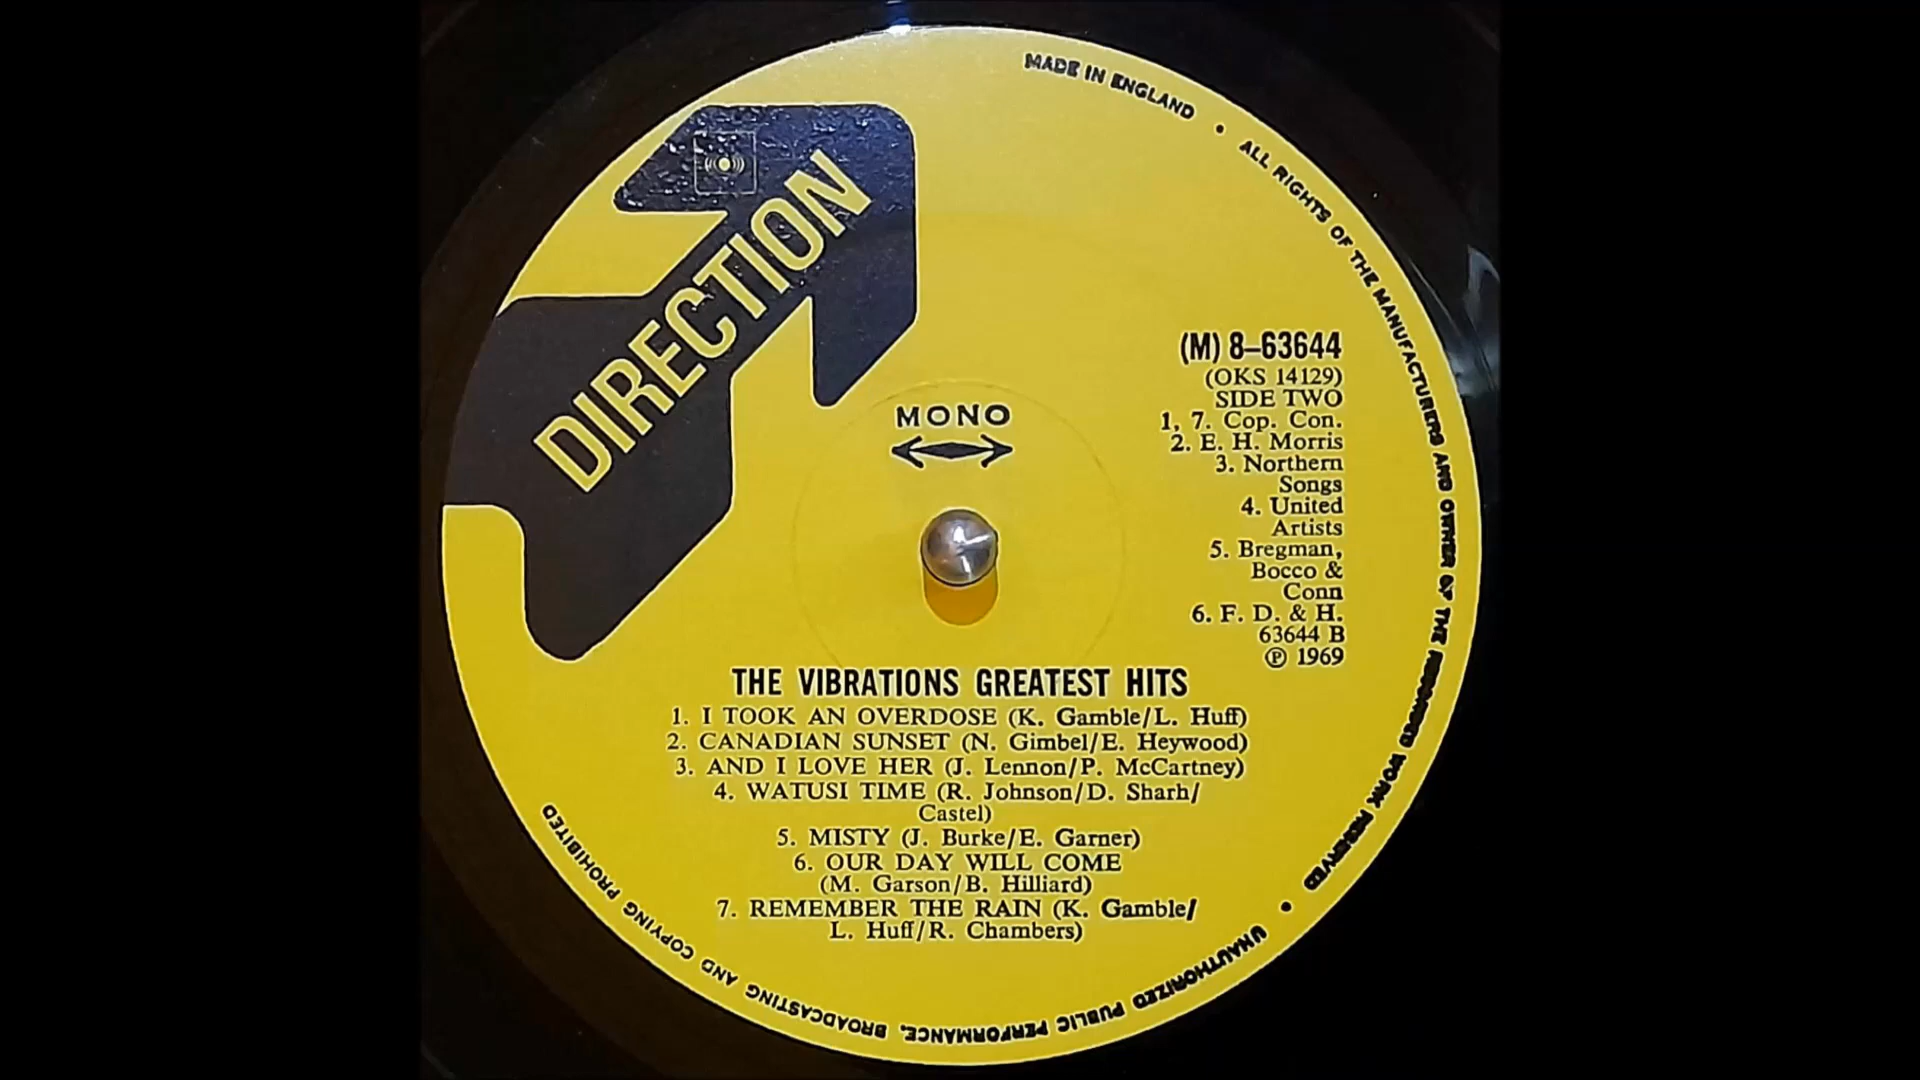 MADE IN ENGLAND • ALL RIGHTS OF THE MANUFACTURERS AND OTHER OF THE RECORDED WORK RESERVED • UNAUTHORIZED PUBLIC PERFORMANCE, BROADCASTING AND COPYING PROHIBITED
DIRECTION
MONO
(M) 8–63644
(OKS 14129)
SIDE TWO
1, 7. Cop. Con.
2. E. H. Morris
3. Northern
Songs
4. United
Artists
5. Bregman,
Bocco &
Conn
6. F. D. & H.
63644 B
℗ 1969
THE VIBRATIONS GREATEST HITS
1. I TOOK AN OVERDOSE (K. Gamble/L. Huff)
2. CANADIAN SUNSET (N. Gimbel/E. Heywood)
3. AND I LOVE HER (J. Lennon/P. McCartney)
4. WATUSI TIME (R. Johnson/D. Sharh/
Castel)
5. MISTY (J. Burke/E. Garner)
6. OUR DAY WILL COME
(M. Garson/B. Hilliard)
7. REMEMBER THE RAIN (K. Gamble/
L. Huff/R. Chambers)